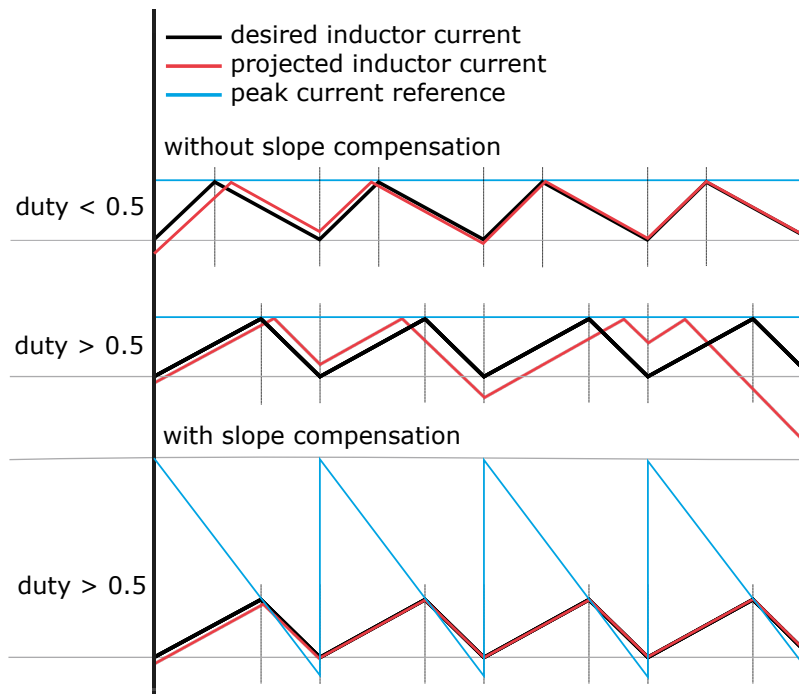 desired inductor current
projected inductor current
peak current reference
without slope compensation
duty < 0.5
duty > 0.5
with slope compensation
duty > 0.5